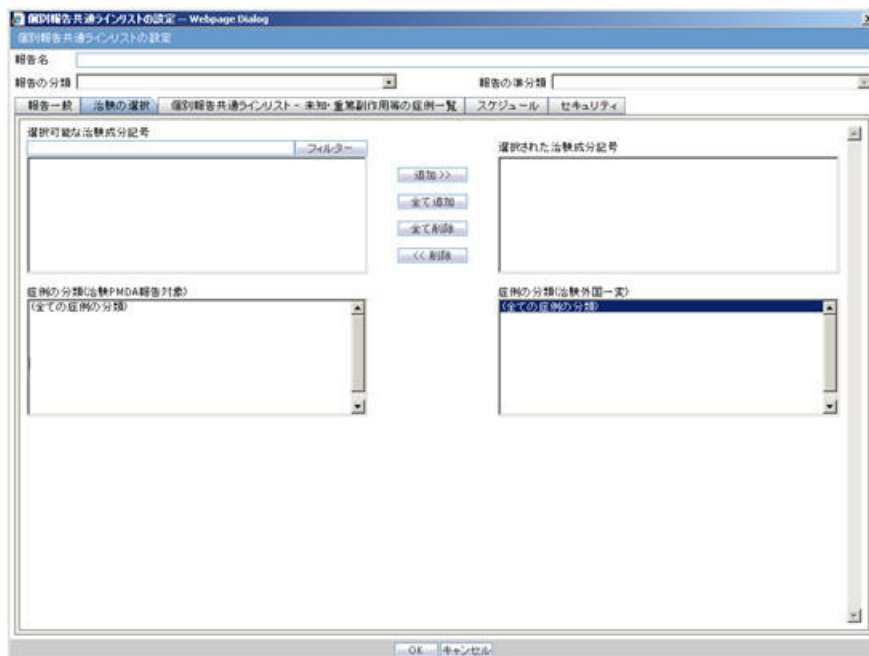 個別報告共通ラインリストの設定 -- Webpage Dialog
個別報告共通ラインリストの設定
報告名
報告の分類
報告の準分類
報告一般 治験の選択 個別報告共通ラインリスト - 未知・重篤副作用等の症例一覧 スケジュール セキュリティ
選択可能な治験成分記号
フィルター
選択された治験成分記号
追加>>
全て追加
全て削除
<< 削除
症例の分類(治験PMDA報告対象)
(全ての症例の分類)
症例の分類(治験外国一変)
(全ての症例の分類)
OK キャンセル